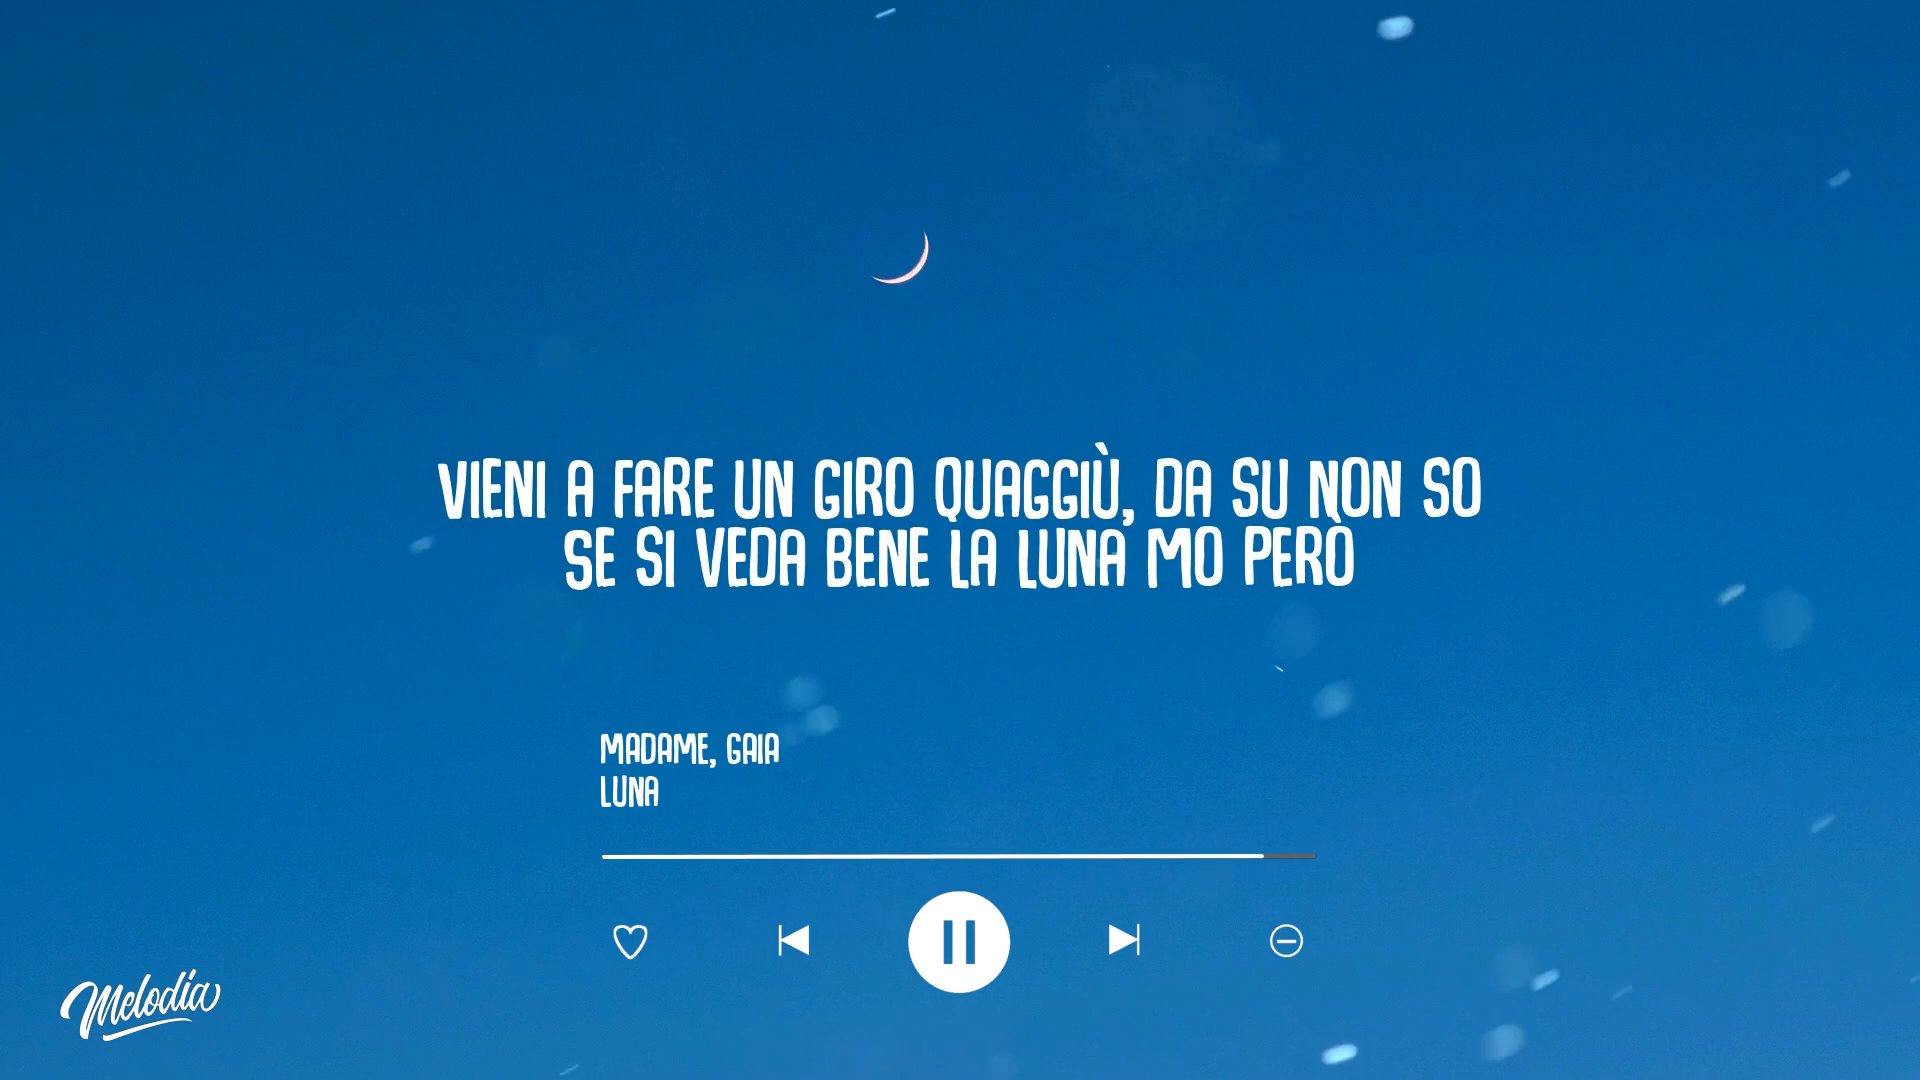 VIENI A FARE UN GIRO QUAGGIÙ, DA SU NON SO
SE SI VEDA BENE LA LUNA MO PERÒ
MADAME, GAIA
LUNA
Melodia